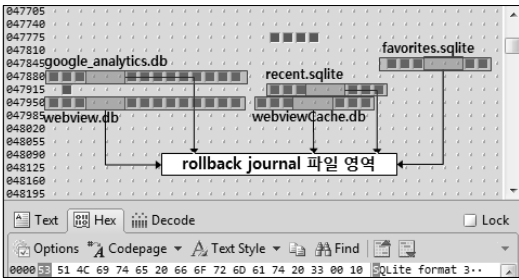 047705
047740
047775
047810
favorites.sqlite
047845
google_analytics.db
047880
recent.sqlite
047915
047950
047985
webview.db
webviewCache.db
048020
048055
048090
rollback journal 파일 영역
048125
048160
048195
Text Hex Decode Lock
Options Codepage Text Style Find
0000 53 51 4C 69 74 65 20 66 6F 72 6D 61 74 20 33 00 10 SQLite format 3··